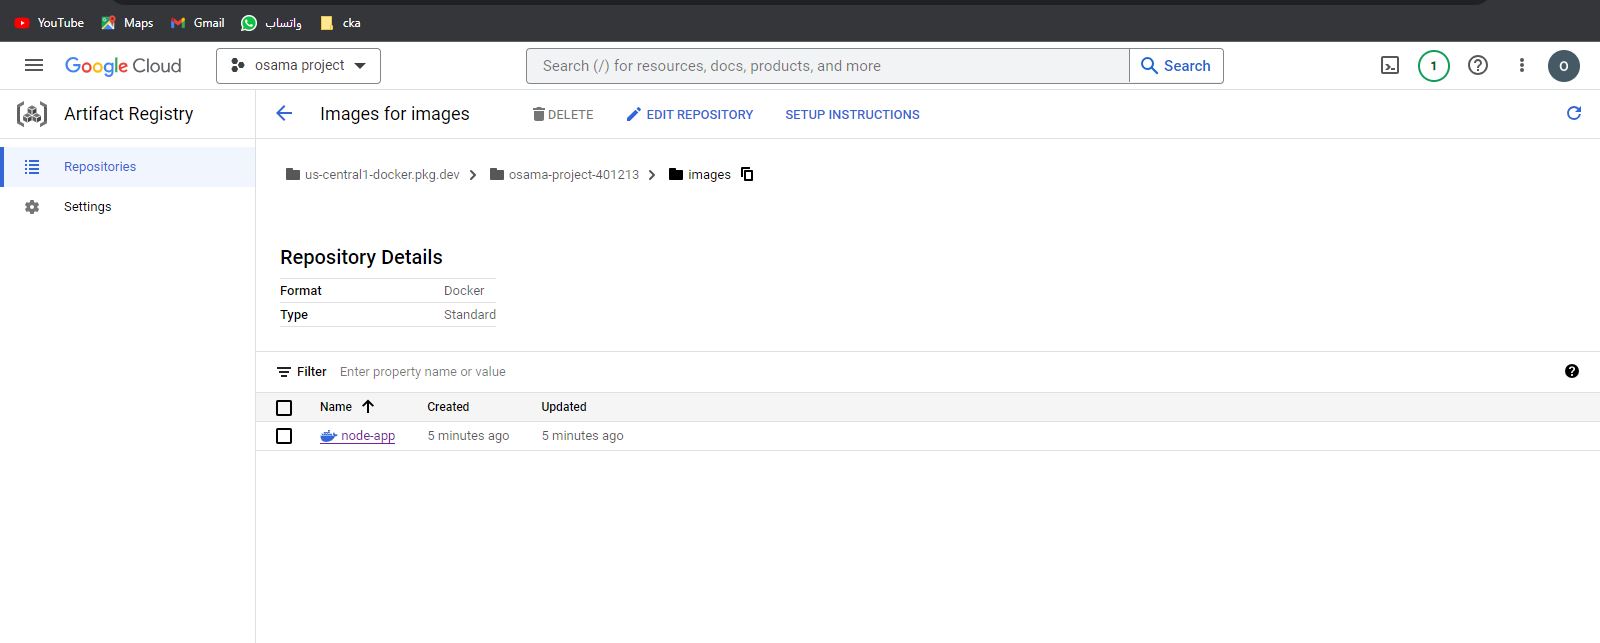 YouTube Maps Gmail واتساب cka
Google Cloud osama project Search (/) for resources, docs, products, and more Search 1 O
Artifact Registry Images for images DELETE EDIT REPOSITORY SETUP INSTRUCTIONS
Repositories
Settings
us-central1-docker.pkg.dev osama-project-401213 images
Repository Details
Format Docker
Type Standard
Filter Enter property name or value
Name Created Updated
node-app 5 minutes ago 5 minutes ago